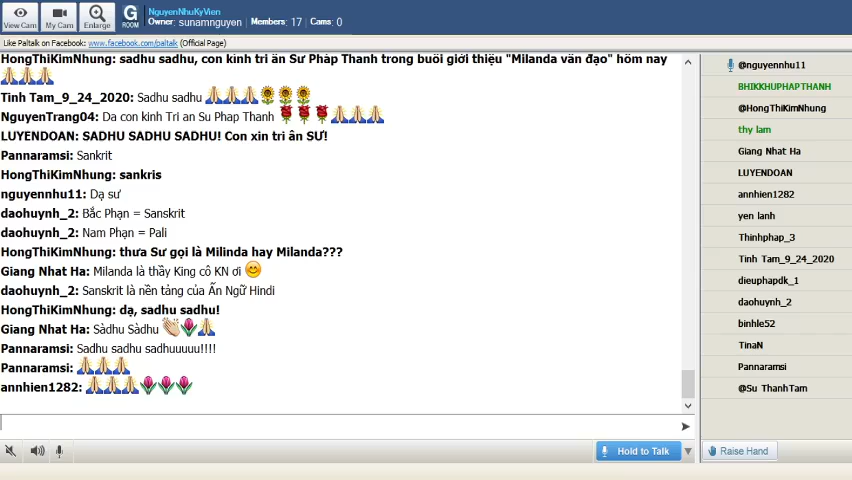 View Cam
My Cam
Enlarge
G
ROOM
NguyenNhuKyVien
Owner: sunamnguyen | Members: 17 | Cams: 0
Like Paltalk on Facebook: www.facebook.com/paltalk (Official Page)
HongThiKimNhung: sadhu sadhu, con kinh tri ân Sư Pháp Thanh trong buổi giới thiệu "Milanda vấn đạo" hôm nay
Tinh Tam_9_24_2020: Sadhu sadhu
NguyenTrang04: Da con kinh Tri an Su Phap Thanh
LUYENDOAN: SADHU SADHU SADHU! Con xin tri ân SƯ!
Pannaramsi: Sankrit
HongThiKimNhung: sankris
nguyennhu11: Dạ sư
daohuynh_2: Bắc Phạn = Sanskrit
daohuynh_2: Nam Phạn = Pali
HongThiKimNhung: thưa Sư gọi là Milinda hay Milanda???
Giang Nhat Ha: Milanda là thầy King cô KN ơi
daohuynh_2: Sanskrit là nền tảng của Ấn Ngữ Hindi
HongThiKimNhung: dạ, sadhu sadhu!
Giang Nhat Ha: Sàdhu Sàdhu
Pannaramsi: Sadhu sadhu sadhuuuuu!!!!
Pannaramsi:
annhien1282:
@nguyennhu11
BHIKKHUPHAPTHANH
@HongThiKimNhung
thy lam
Giang Nhat Ha
LUYENDOAN
annhien1282
yen lanh
Thinhphap_3
Tinh Tam_9_24_2020
dieuphapdk_1
daohuynh_2
binhle52
TinaN
Pannaramsi
@Su ThanhTam
Hold to Talk
Raise Hand